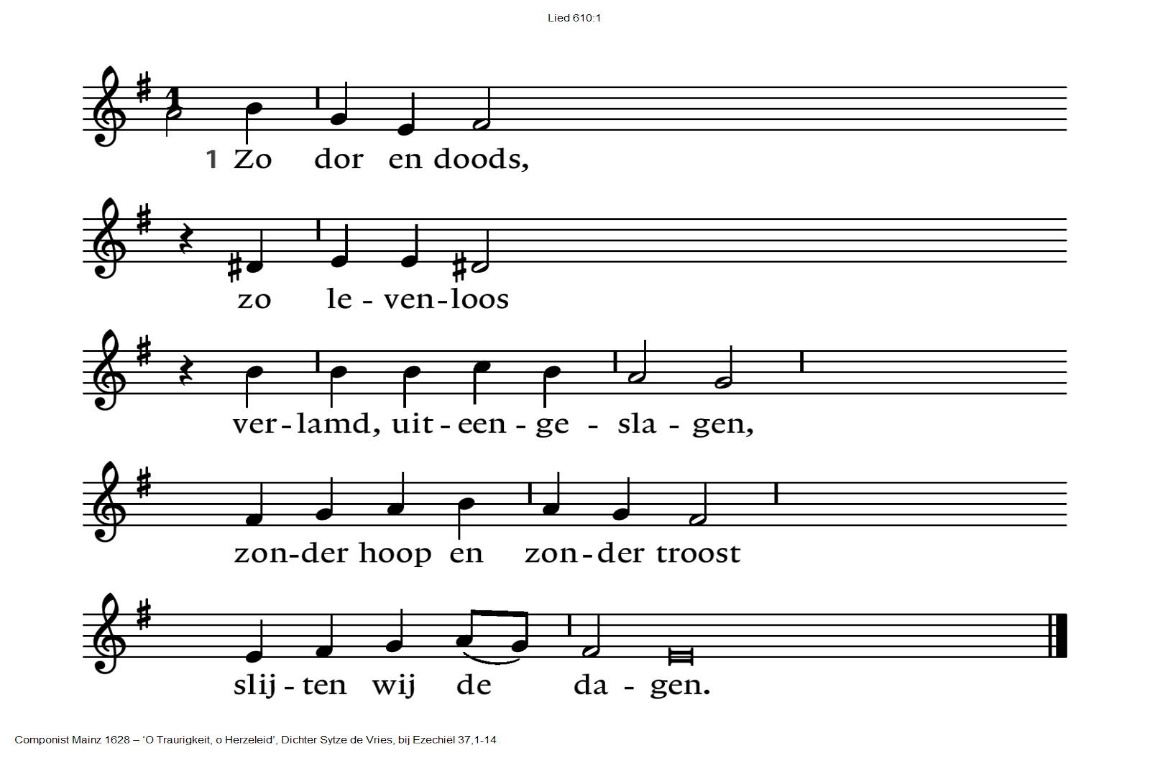 Lied 610:1
1 Zo dor en doods,
zo le - ven - loos
ver - lamd, uit - een - ge - sla - gen,
zon - der hoop en zon - der troost
slij - ten wij de da - gen.
Componist Mainz 1628 – 'O Traurigkeit, o Herzeleid', Dichter Sytze de Vries, bij Ezechiël 37,1-14